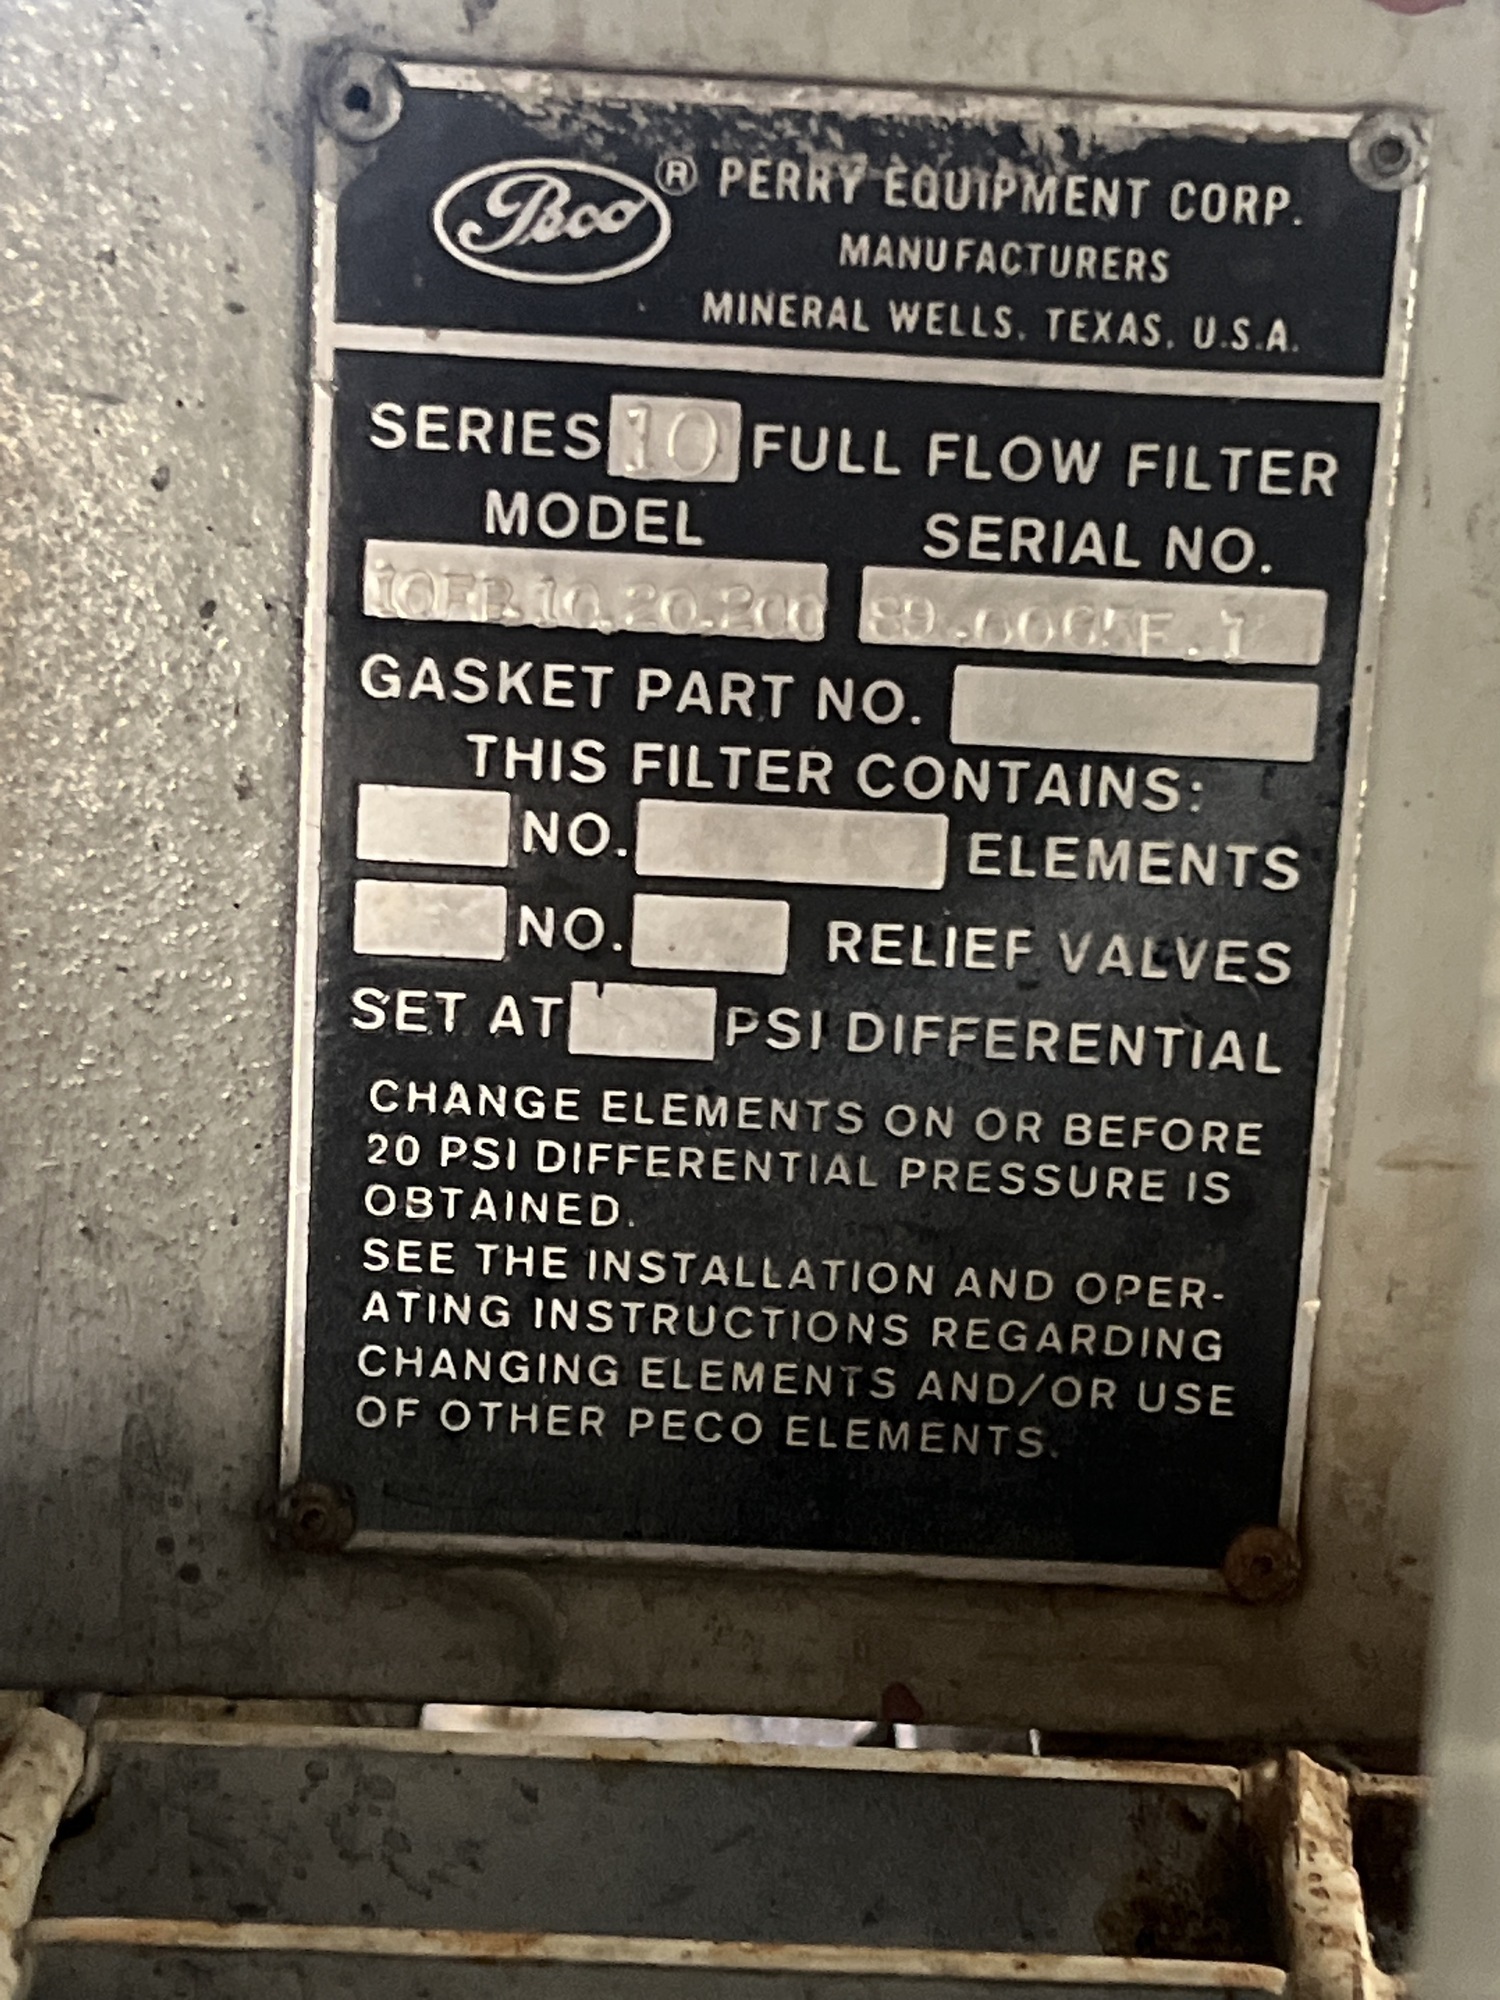 Peco ® PERRY EQUIPMENT CORP.
MANUFACTURERS
MINERAL WELLS, TEXAS, U.S.A.
SERIES 10 FULL FLOW FILTER
MODEL SERIAL NO.
GASKET PART NO.
THIS FILTER CONTAINS:
NO. ELEMENTS
NO. RELIEF VALVES
SET AT PSI DIFFERENTIAL
CHANGE ELEMENTS ON OR BEFORE
20 PSI DIFFERENTIAL PRESSURE IS
OBTAINED.
SEE THE INSTALLATION AND OPER-
ATING INSTRUCTIONS REGARDING
CHANGING ELEMENTS AND/OR USE
OF OTHER PECO ELEMENTS.